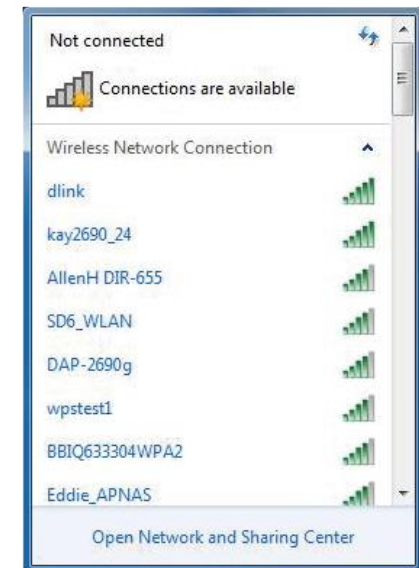 Not connected
Connections are available
Wireless Network Connection
dlink
kay2690_24
AllenH DIR-655
SD6_WLAN
DAP-2690g
wpstest1
BBIQ633304WPA2
Eddie_APNAS
Open Network and Sharing Center